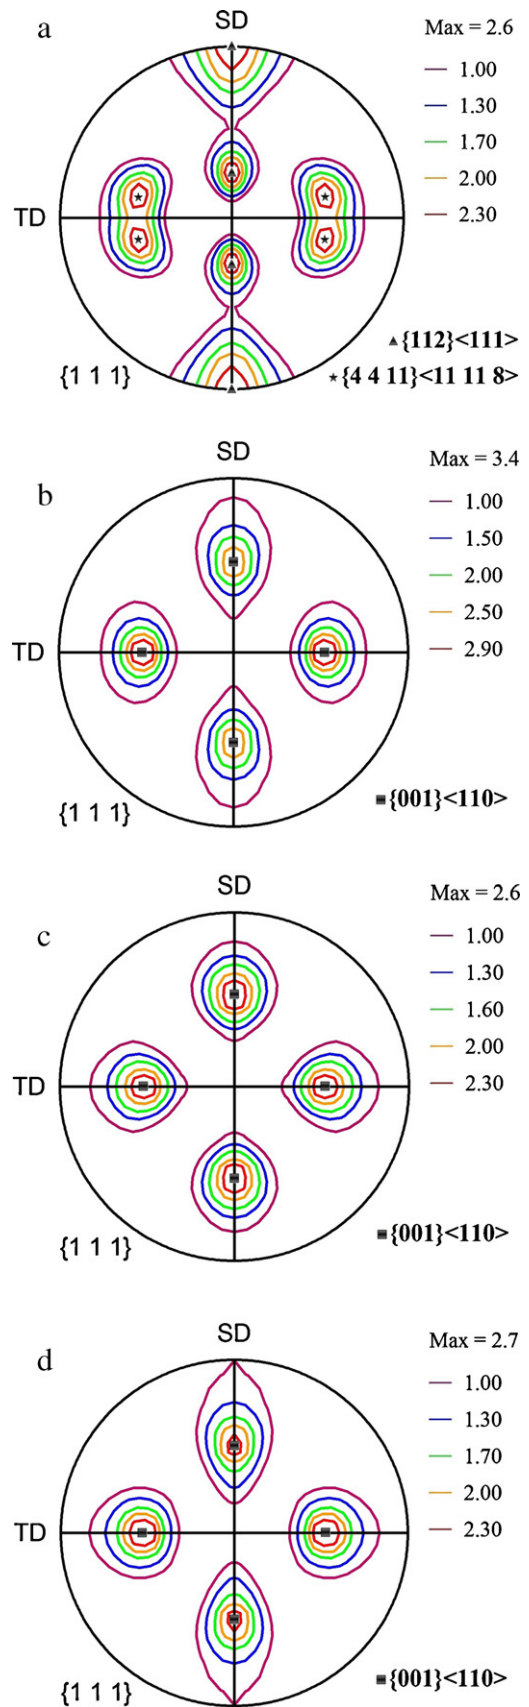 a
SD
Max = 2.6
1.00
1.30
1.70
2.00
2.30
TD
{112}<111>
{4 4 11}<11 11 8>
{1 1 1}
b
SD
Max = 3.4
1.00
1.50
2.00
2.50
2.90
TD
{001}<110>
{1 1 1}
c
SD
Max = 2.6
1.00
1.30
1.60
2.00
2.30
TD
{001}<110>
{1 1 1}
d
SD
Max = 2.7
1.00
1.30
1.70
2.00
2.30
TD
{001}<110>
{1 1 1}